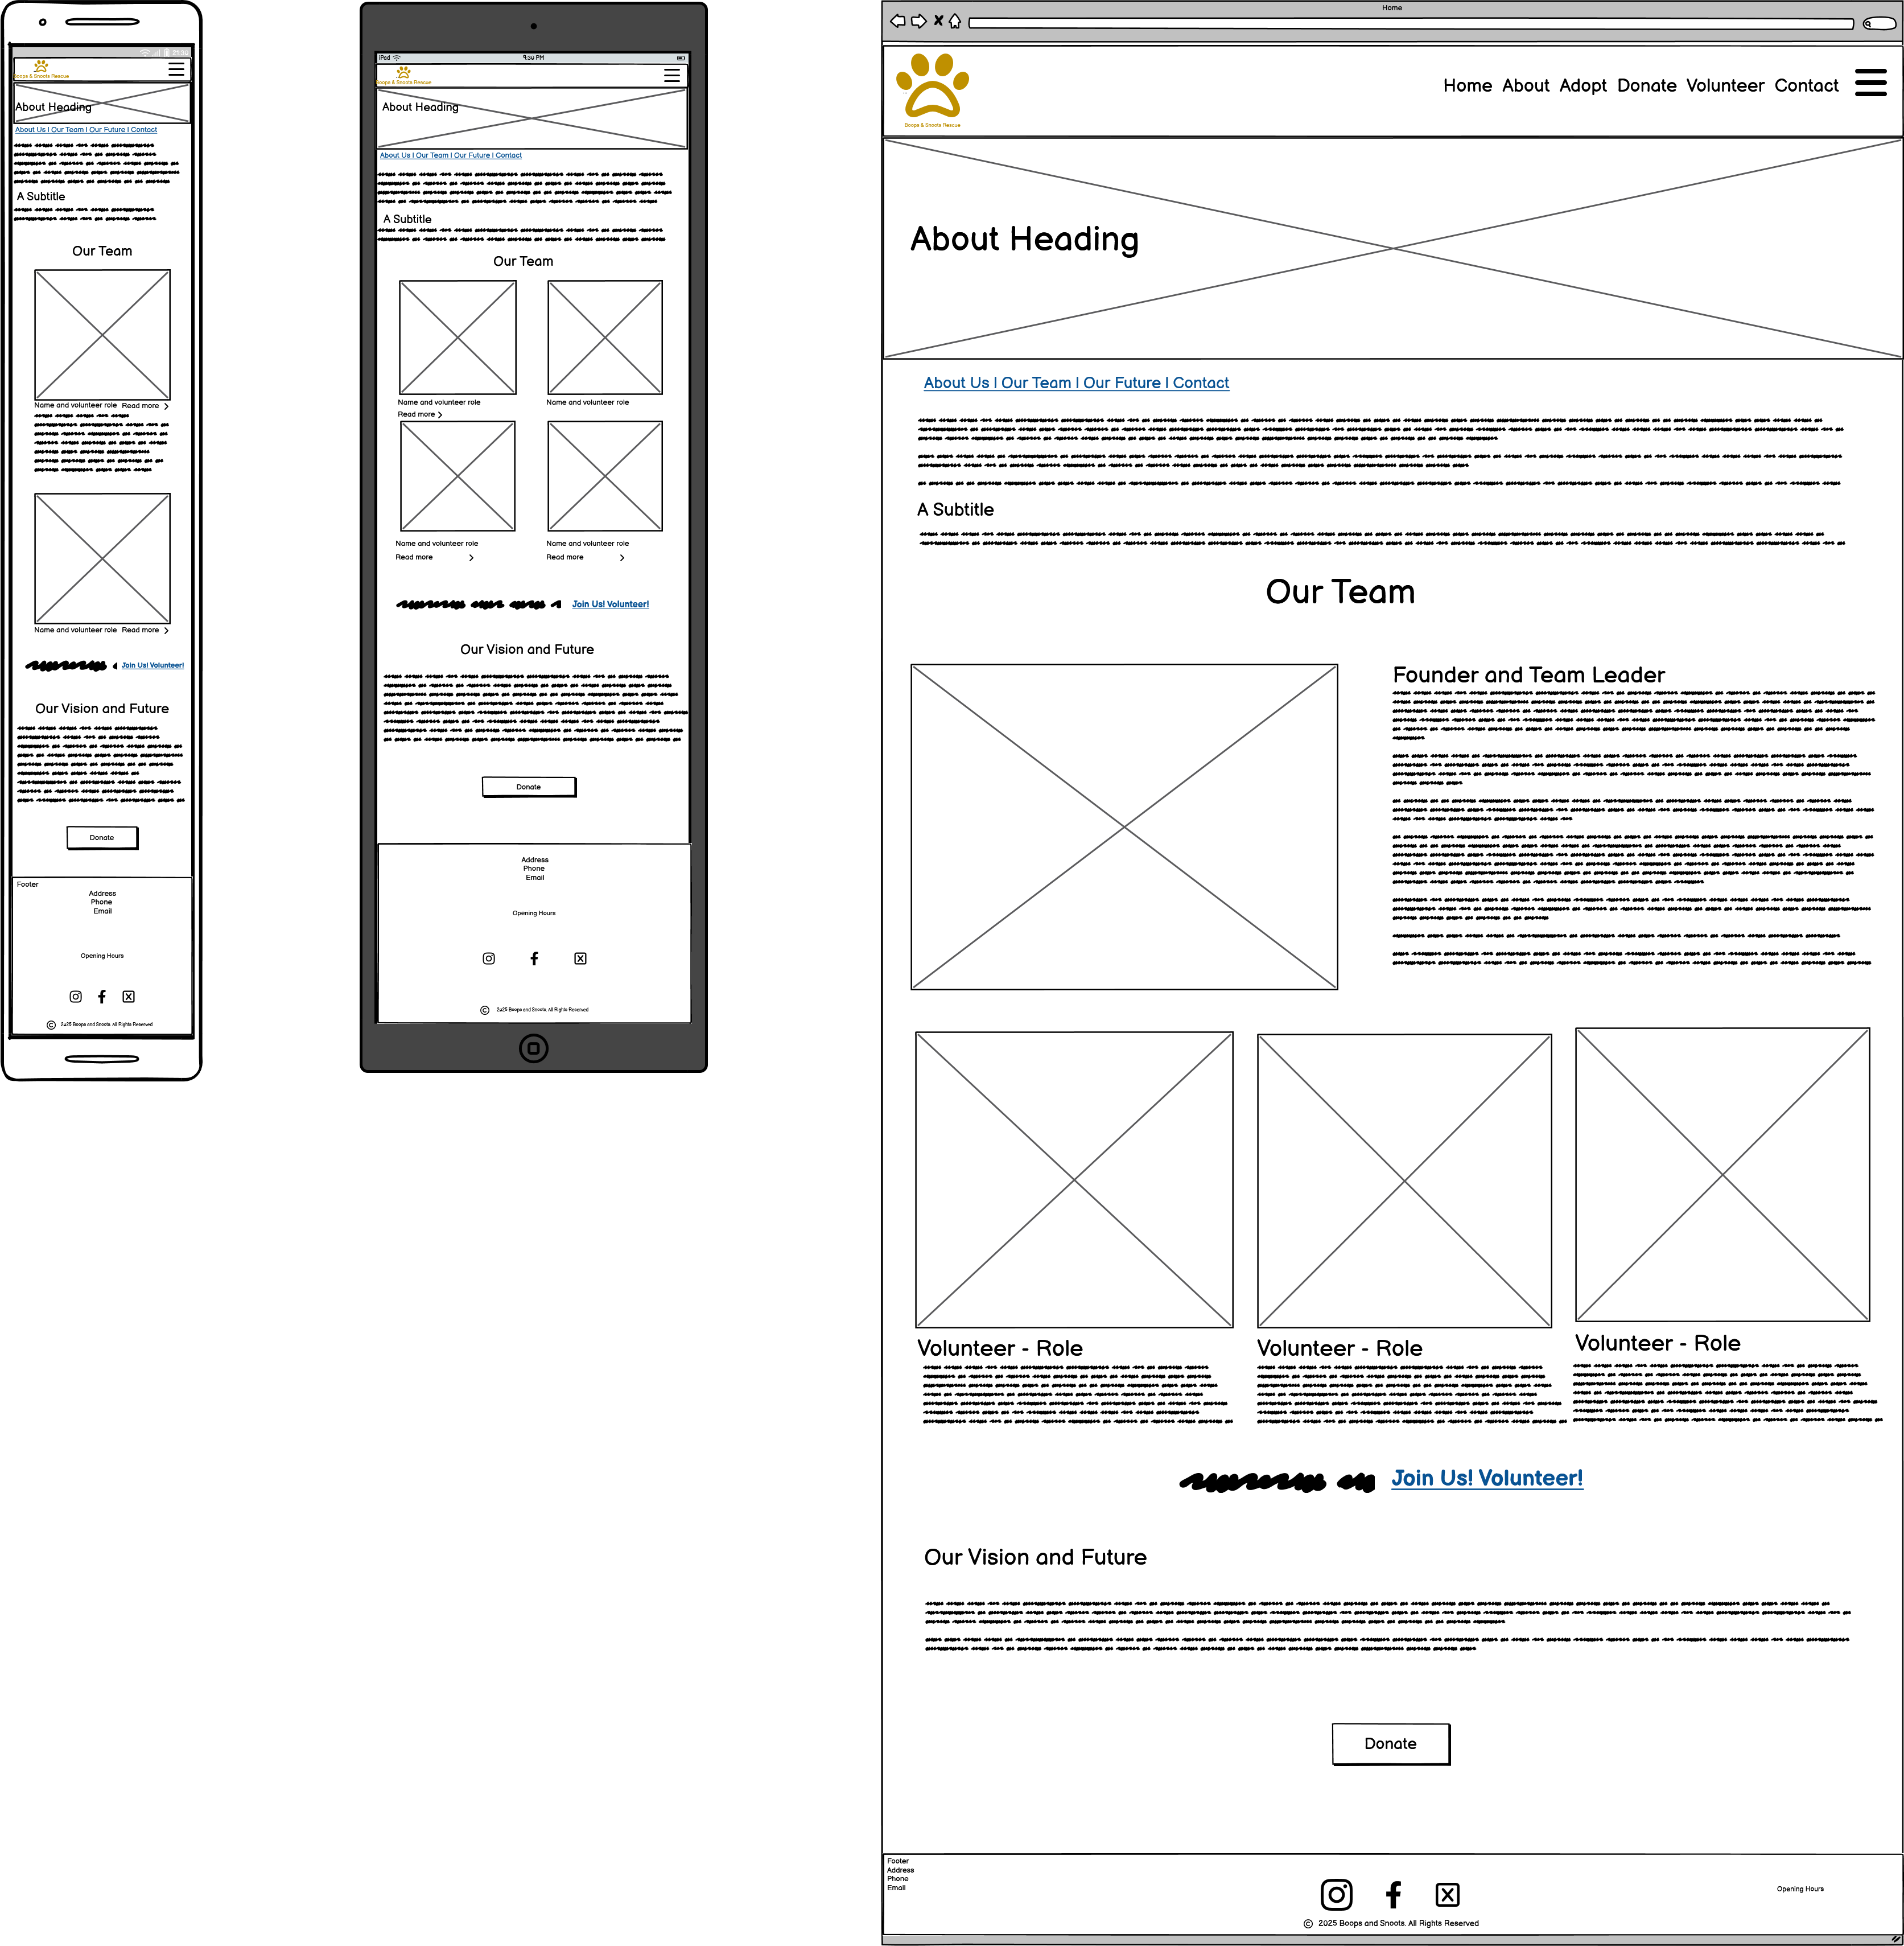 21:30
Boops & Snoots Rescue
About Heading
About Us | Our Team | Our Future | Contact
A Subtitle
Our Team
Name and volunteer role Read more
Name and volunteer role Read more
Join Us! Volunteer!
Our Vision and Future
Donate
Footer
Address
Phone
Email
Opening Hours
© 2025 Boops and Snoots. All Rights Reserved
iPad 9:30 PM
Boops & Snoots Rescue
About Heading
About Us | Our Team | Our Future | Contact
A Subtitle
Our Team
Name and volunteer role Name and volunteer role
Read more
Name and volunteer role Name and volunteer role
Read more Read more
Join Us! Volunteer!
Our Vision and Future
Donate
Address
Phone
Email
Opening Hours
© 2025 Boops and Snoots. All Rights Reserved
Home
Boops & Snoots Rescue
Home About Adopt Donate Volunteer Contact
About Heading
About Us | Our Team | Our Future | Contact
A Subtitle
Our Team
Founder and Team Leader
Volunteer - Role Volunteer - Role Volunteer - Role
Join Us! Volunteer!
Our Vision and Future
Donate
Footer
Address
Phone
Email
Opening Hours
© 2025 Boops and Snoots. All Rights Reserved